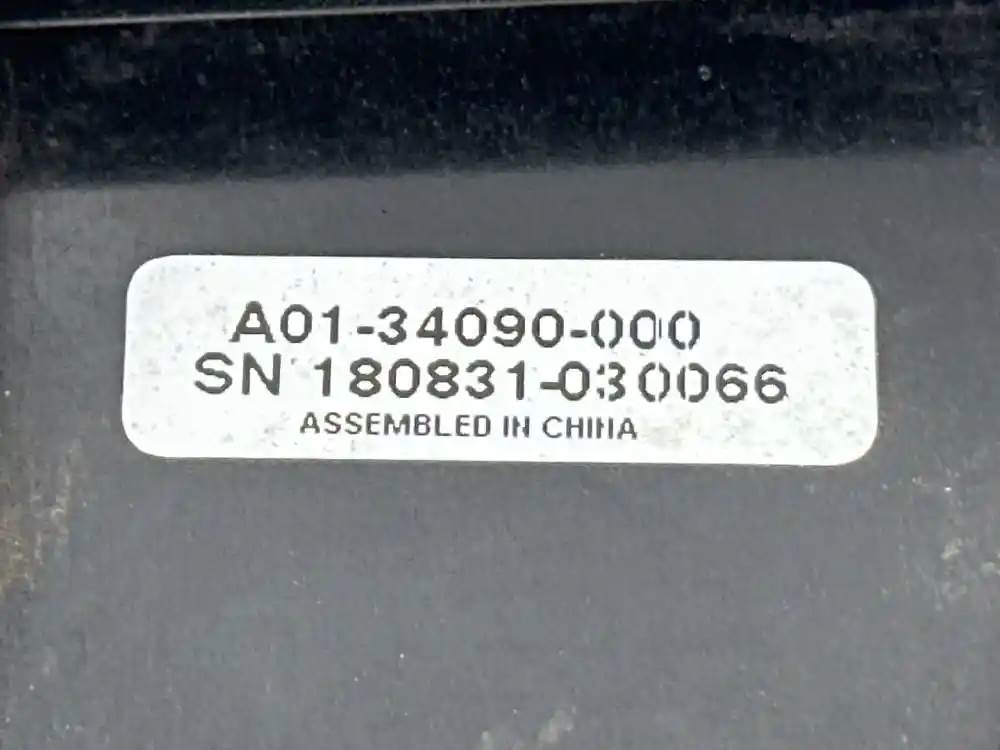 A01-34090-000
SN 180831-030066
ASSEMBLED IN CHINA